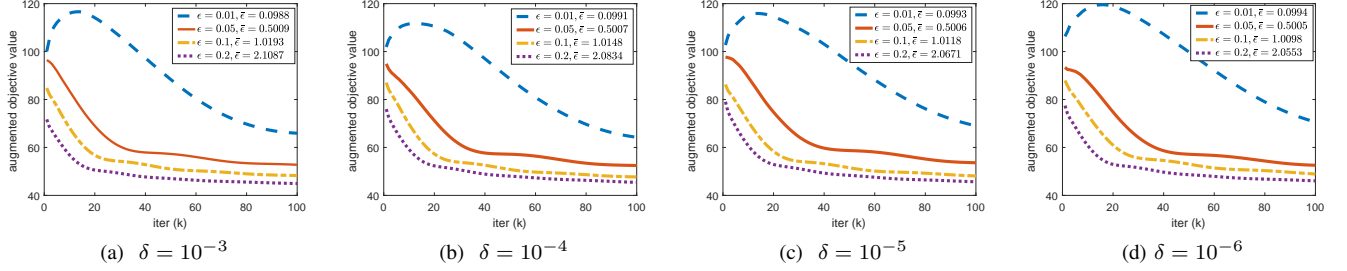 120
100
80
60
40
0
20
40
60
80
100
augmented objective value
iter (k)
ϵ = 0.01, ϵ̄ = 0.0988
ϵ = 0.05, ϵ̄ = 0.5009
ϵ = 0.1, ϵ̄ = 1.0193
ϵ = 0.2, ϵ̄ = 2.1087
(a) δ = 10⁻³
120
100
80
60
40
0
20
40
60
80
100
augmented objective value
iter (k)
ϵ = 0.01, ϵ̄ = 0.0991
ϵ = 0.05, ϵ̄ = 0.5007
ϵ = 0.1, ϵ̄ = 1.0148
ϵ = 0.2, ϵ̄ = 2.0834
(b) δ = 10⁻⁴
120
100
80
60
40
0
20
40
60
80
100
augmented objective value
iter (k)
ϵ = 0.01, ϵ̄ = 0.0993
ϵ = 0.05, ϵ̄ = 0.5006
ϵ = 0.1, ϵ̄ = 1.0118
ϵ = 0.2, ϵ̄ = 2.0671
(c) δ = 10⁻⁵
120
100
80
60
40
0
20
40
60
80
100
augmented objective value
iter (k)
ϵ = 0.01, ϵ̄ = 0.0994
ϵ = 0.05, ϵ̄ = 0.5005
ϵ = 0.1, ϵ̄ = 1.0098
ϵ = 0.2, ϵ̄ = 2.0553
(d) δ = 10⁻⁶